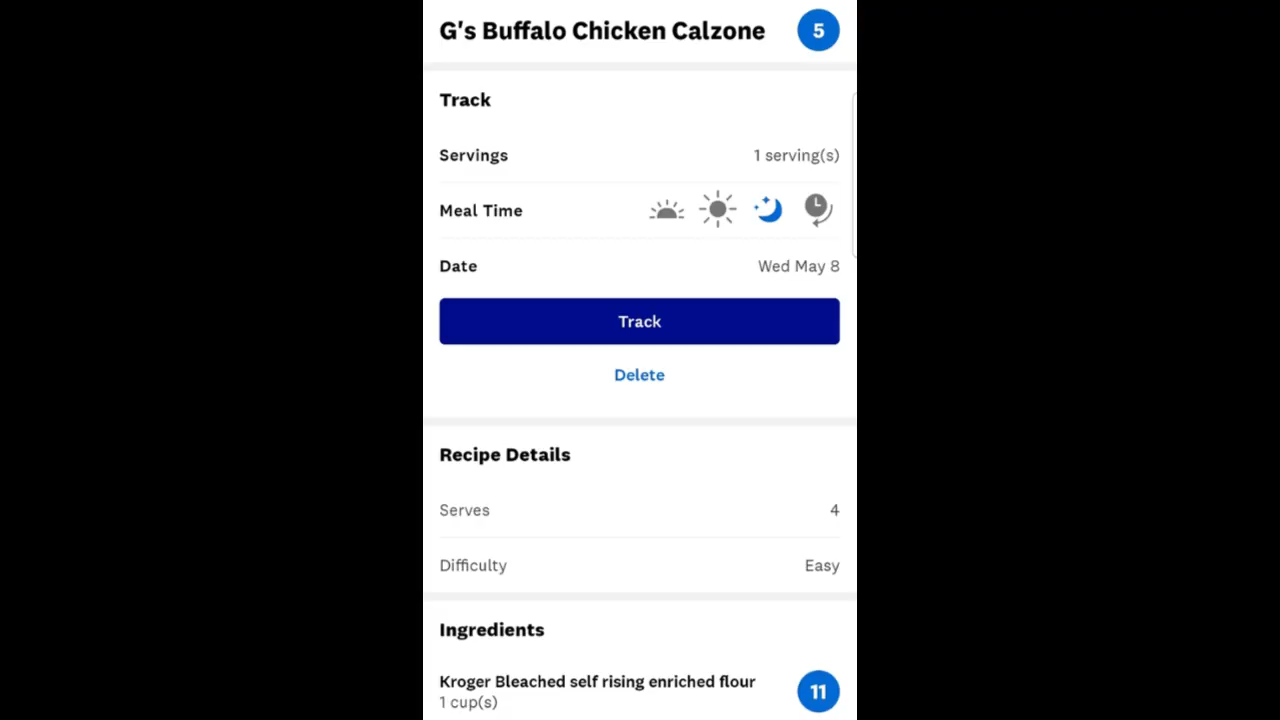 G's Buffalo Chicken Calzone 5
Track
Servings 1 serving(s)
Meal Time
Date Wed May 8
Track
Delete
Recipe Details
Serves 4
Difficulty Easy
Ingredients
Kroger Bleached self rising enriched flour 11
1 cup(s)